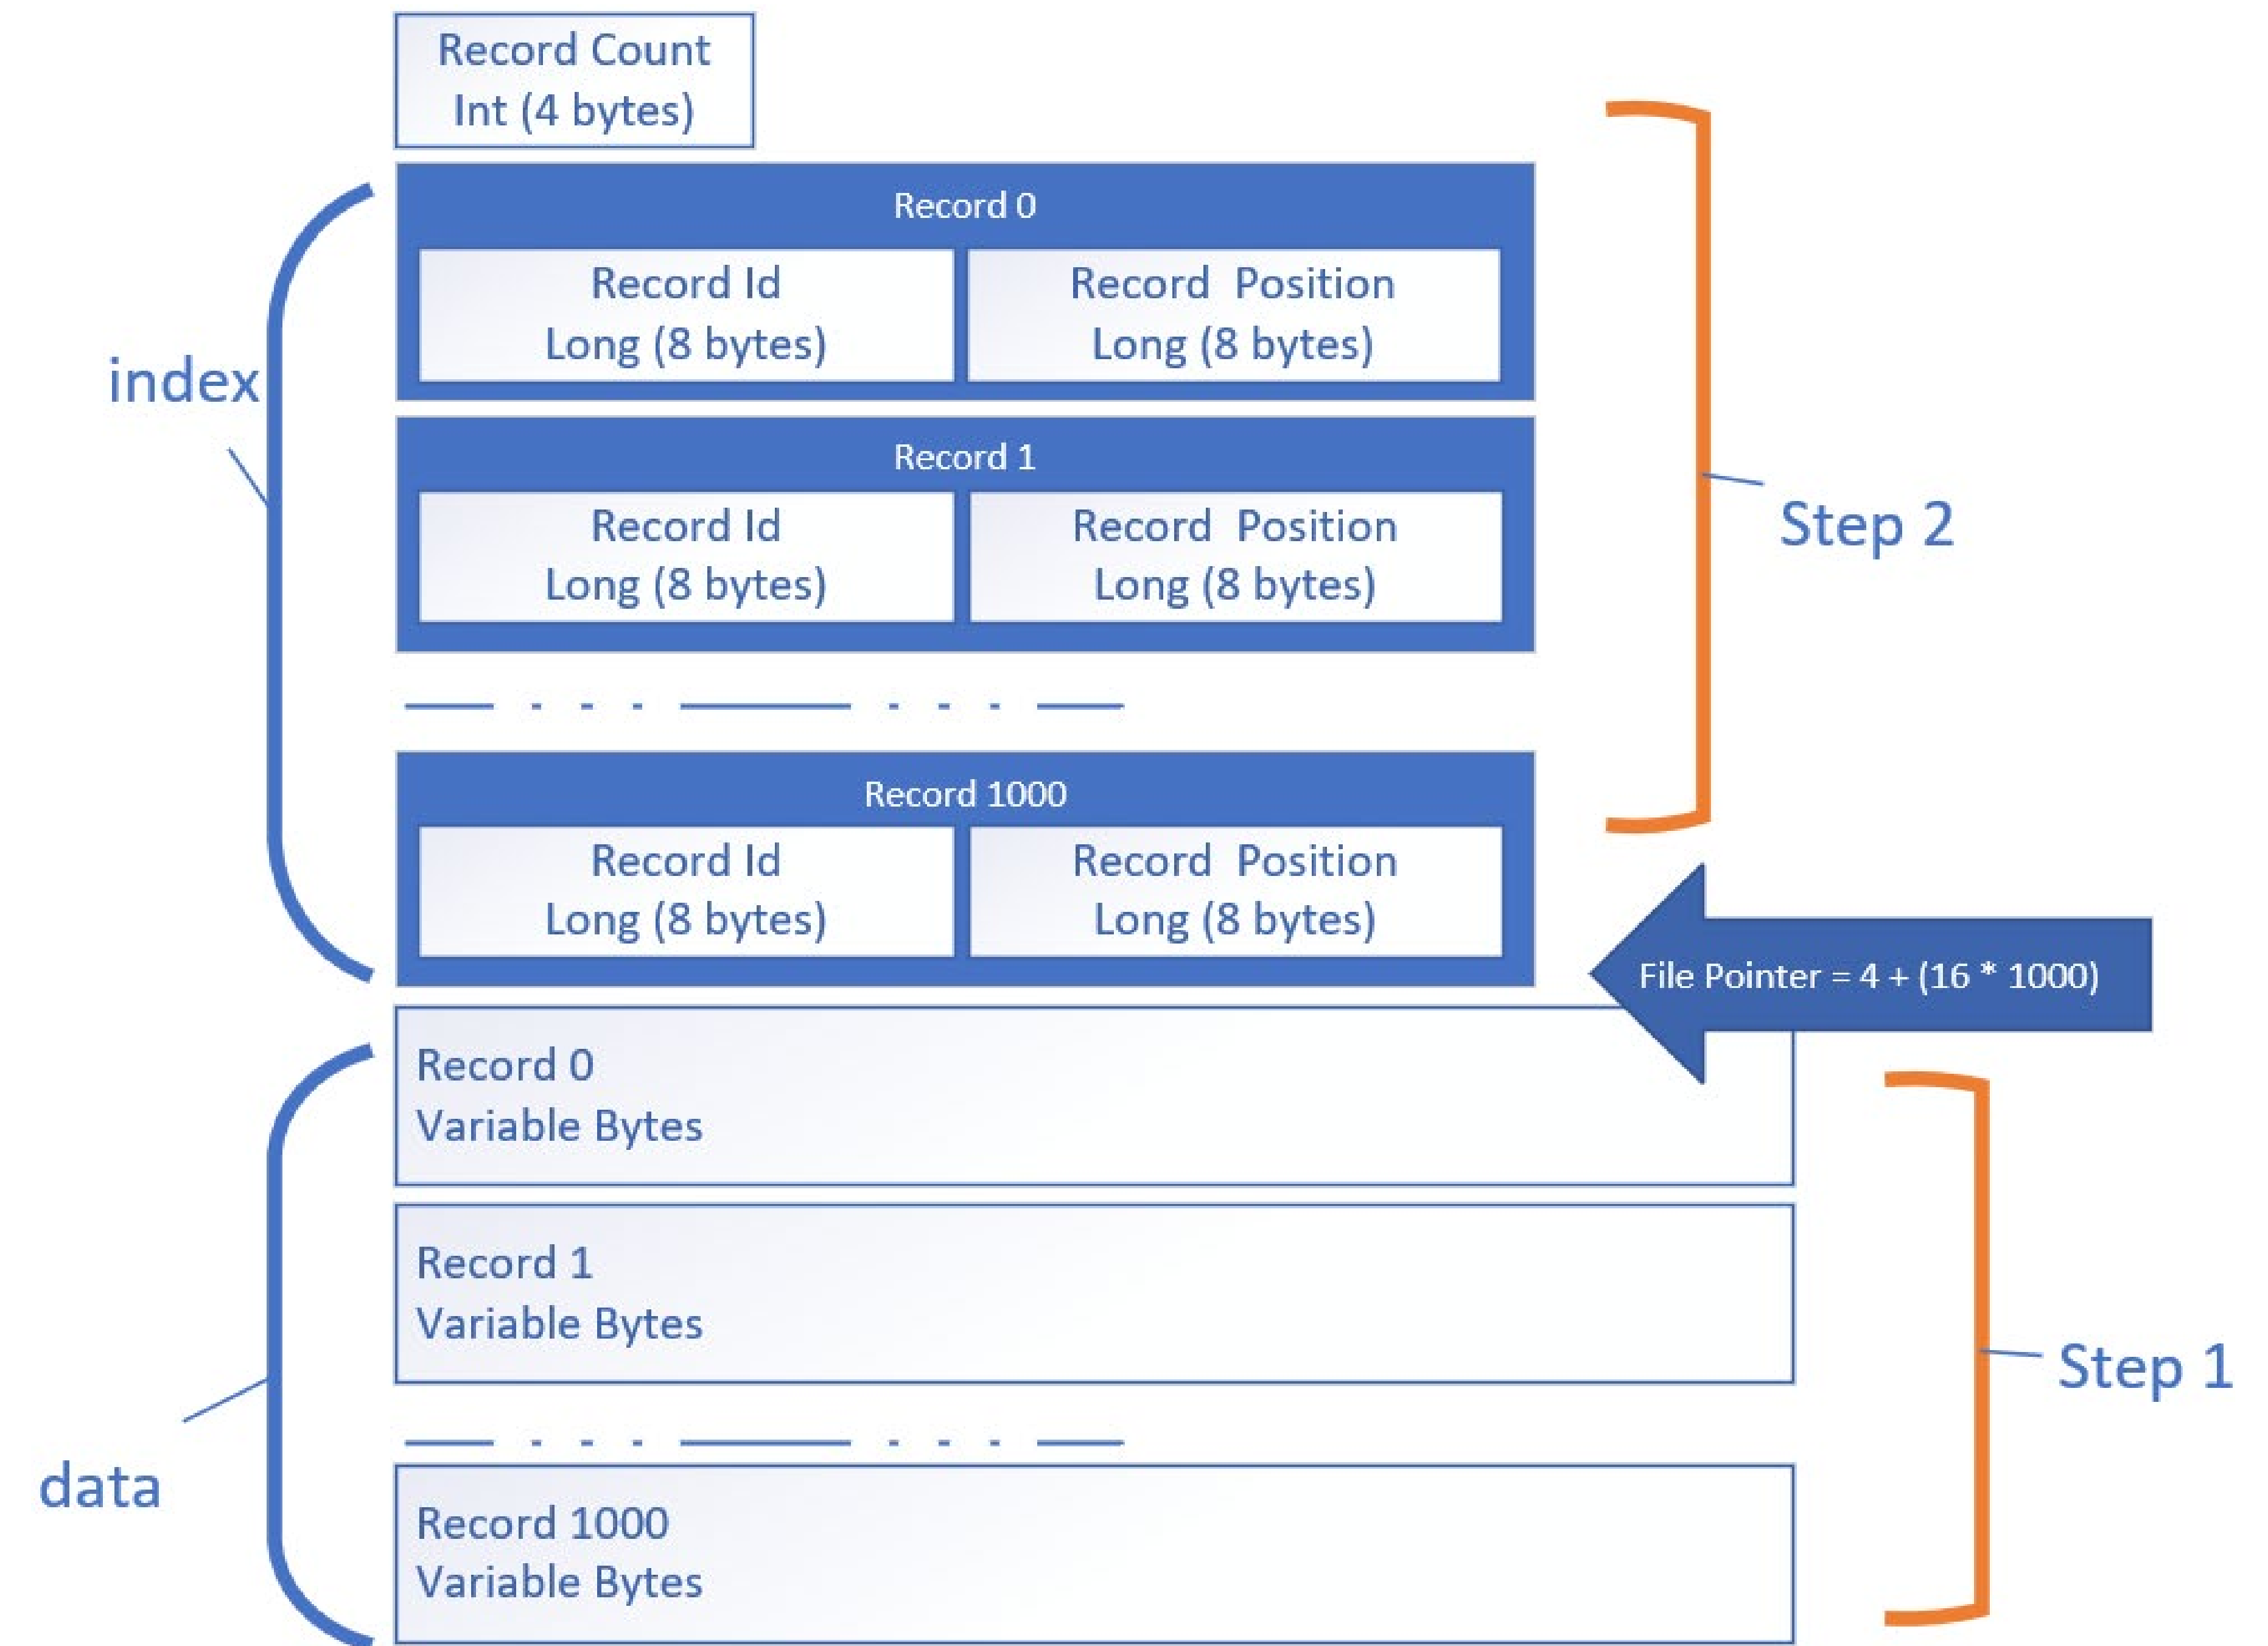 Record Count
Int (4 bytes)
Record 0
Record Id
Long (8 bytes)
Record  Position
Long (8 bytes)
index
Record 1
Record Id
Long (8 bytes)
Record  Position
Long (8 bytes)
Step 2
Record 1000
Record Id
Long (8 bytes)
Record  Position
Long (8 bytes)
File Pointer = 4 + (16 * 1000)
Record 0
Variable Bytes
Record 1
Variable Bytes
Step 1
data
Record 1000
Variable Bytes